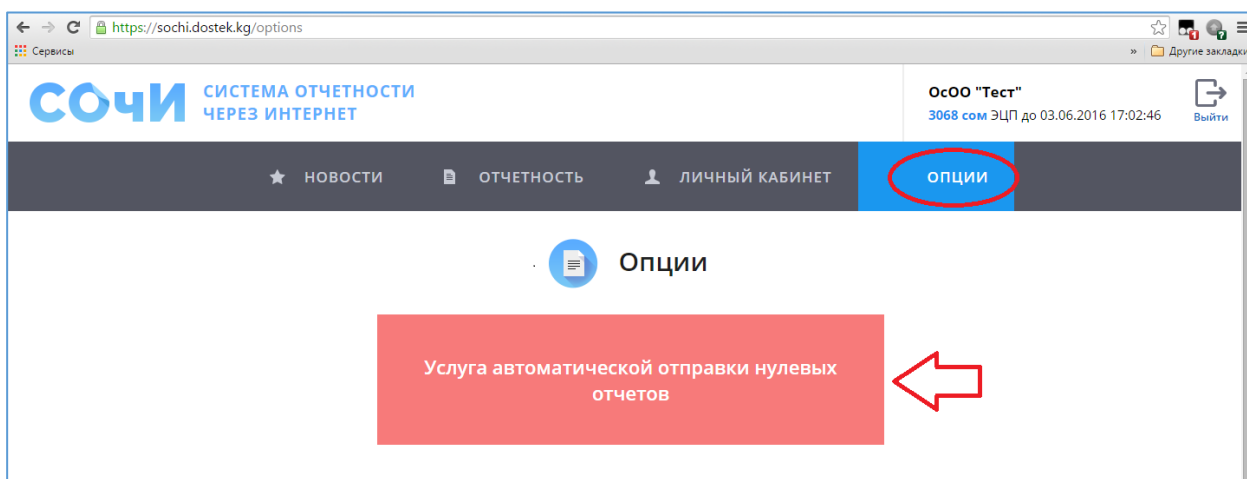 https://sochi.dostek.kg/options
Сервисы
» Другие закладки
СОчИ
СИСТЕМА ОТЧЕТНОСТИ
ЧЕРЕЗ ИНТЕРНЕТ
ОсОО "Тест"
3068 сом ЭЦП до 03.06.2016 17:02:46
Выйти
НОВОСТИ ОТЧЕТНОСТЬ ЛИЧНЫЙ КАБИНЕТ ОПЦИИ
Опции
Услуга автоматической отправки нулевых
отчетов